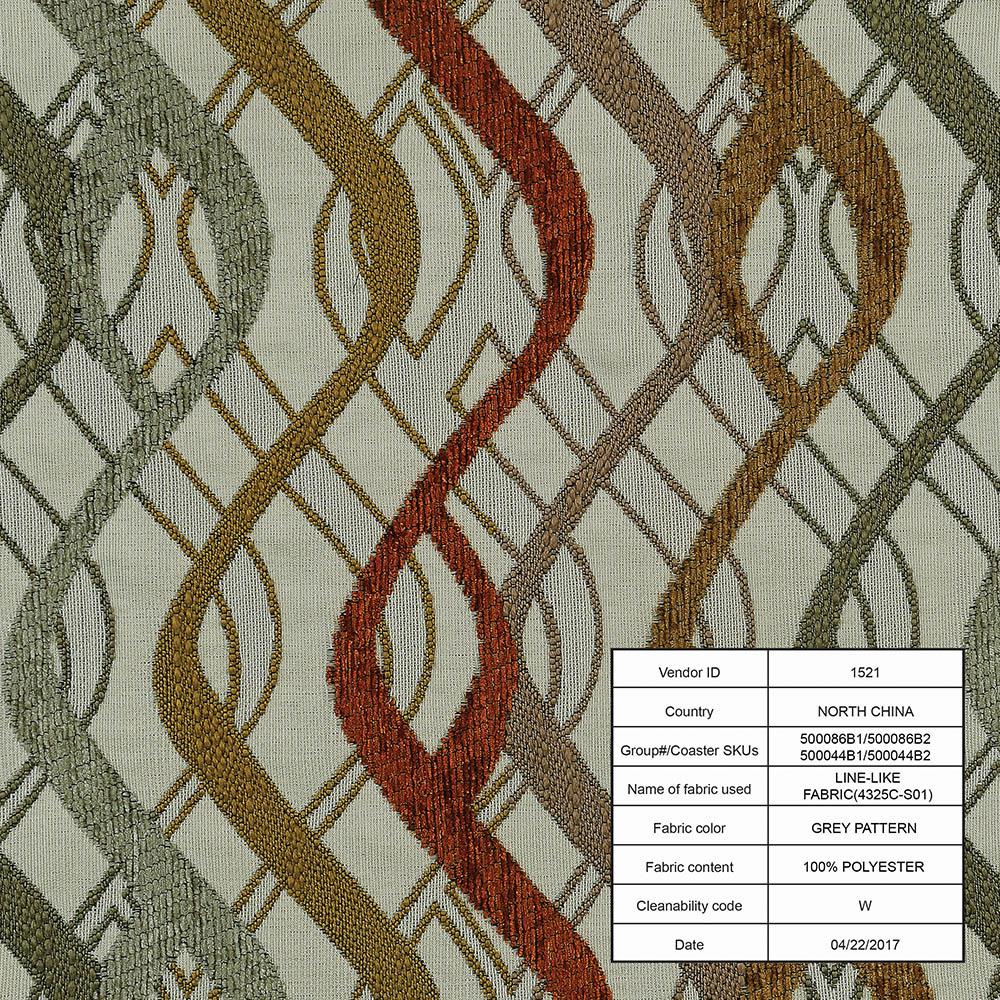 Vendor ID 1521
Country NORTH CHINA
Group#/Coaster SKUs 500086B1/500086B2
500044B1/500044B2
Name of fabric used LINE-LIKE
FABRIC(4325C-S01)
Fabric color GREY PATTERN
Fabric content 100% POLYESTER
Cleanability code W
Date 04/22/2017